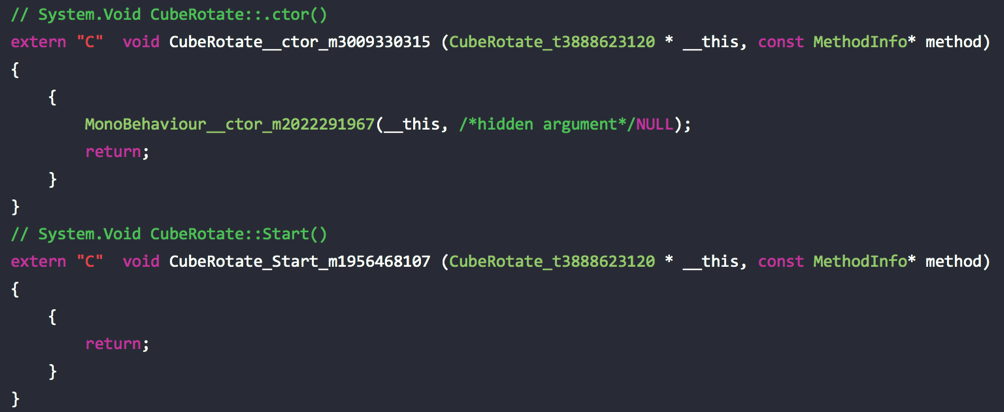 // System.Void CubeRotate::.ctor()
extern "C"  void CubeRotate__ctor_m3009330315 (CubeRotate_t3888623120 * __this, const MethodInfo* method)
{
    {
        MonoBehaviour__ctor_m2022291967(__this, /*hidden argument*/NULL);
        return;
    }
}
// System.Void CubeRotate::Start()
extern "C"  void CubeRotate_Start_m1956468107 (CubeRotate_t3888623120 * __this, const MethodInfo* method)
{
    {
        return;
    }
}